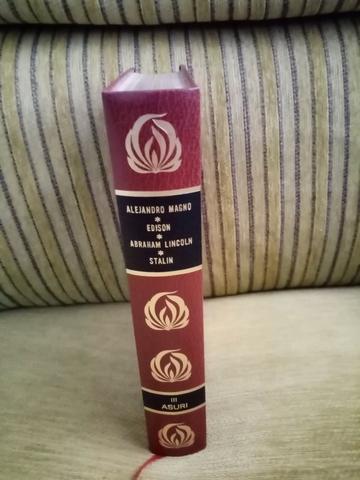 ALEJANDRO MAGNO
*
EDISON
*
ABRAHAM LINCOLN
*
STALIN
III
ASURI